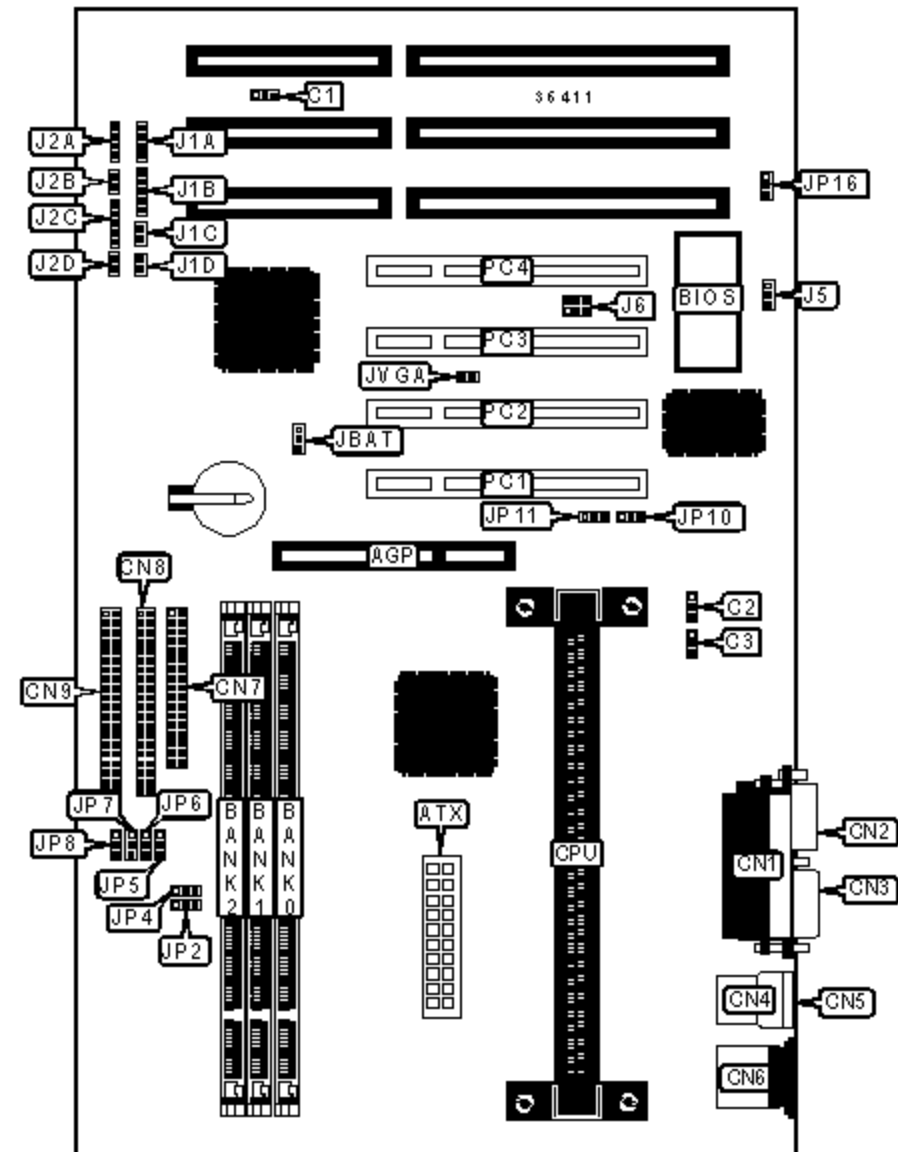 C1
36411
J2A
J1A
J2B
J1B
JP16
J2C
J1C
J2D
J1D
PC4
BIOS
J5
J6
PC3
JVGA
PC2
JBAT
PC1
JP11
JP10
AGP
CN8
C2
C3
CN9
CN7
JP7
JP6
ATX
JP8
BANK2
BANK1
BANK0
CPU
CN2
CN1
CN3
JP5
JP4
JP2
CN4
CN5
CN6